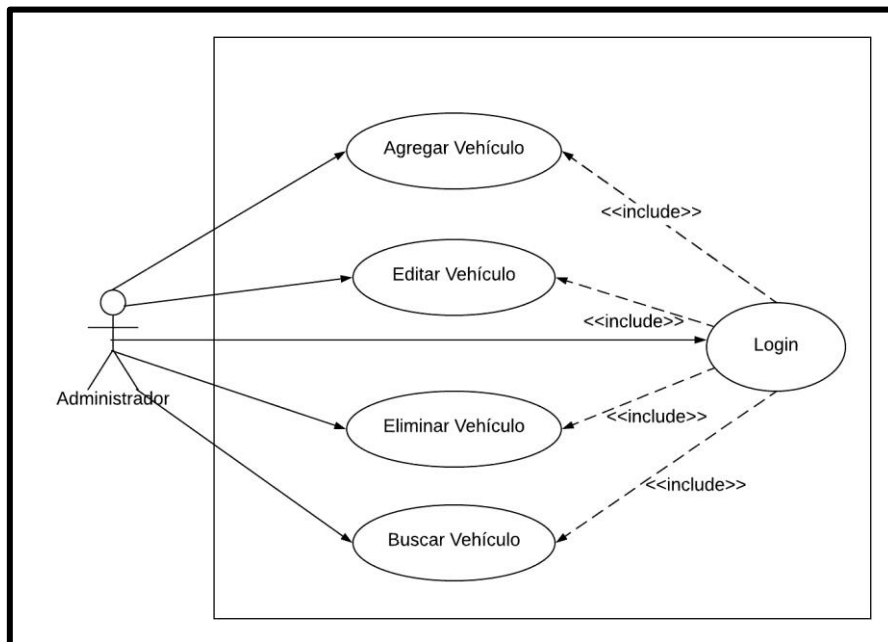 Agregar Vehículo
<<include>>
Editar Vehículo
<<include>>
Login
Administrador
Eliminar Vehículo
<<include>>
<<include>>
Buscar Vehículo